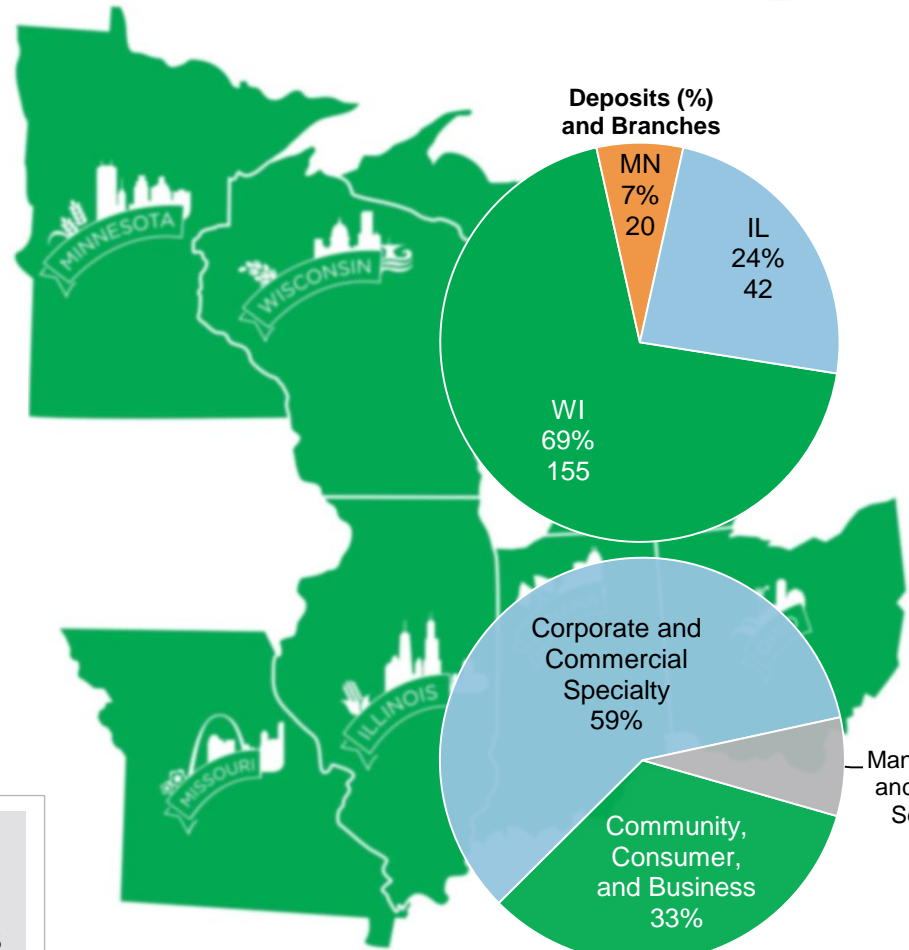 Deposits (%)
and Branches
MN
7%
20
IL
24%
42
WI
69%
155
MINNESOTA
WISCONSIN
Corporate and
Commercial
Specialty
59%
Community,
Consumer,
and Business
33%
ILLINOIS
MISSOURI